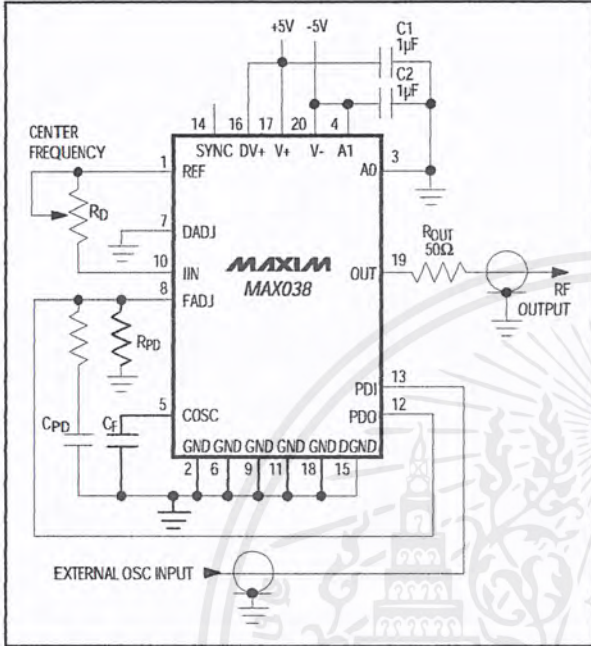 +5V -5V
C1
1µF
C2
1µF
14 16 17 20 4
CENTER
FREQUENCY
SYNC DV+ V+ V- A1
1 REF
A0 3
RD
7 DADJ
ROUT
50Ω
10 IIN
MAXIM
MAX038
OUT 19
8 FADJ
RF
OUTPUT
RPD
PDI 13
PDO 12
5 COSC
CPD CF
GND GND GND GND GND DGND
2 6 9 11 18 15
EXTERNAL OSC INPUT